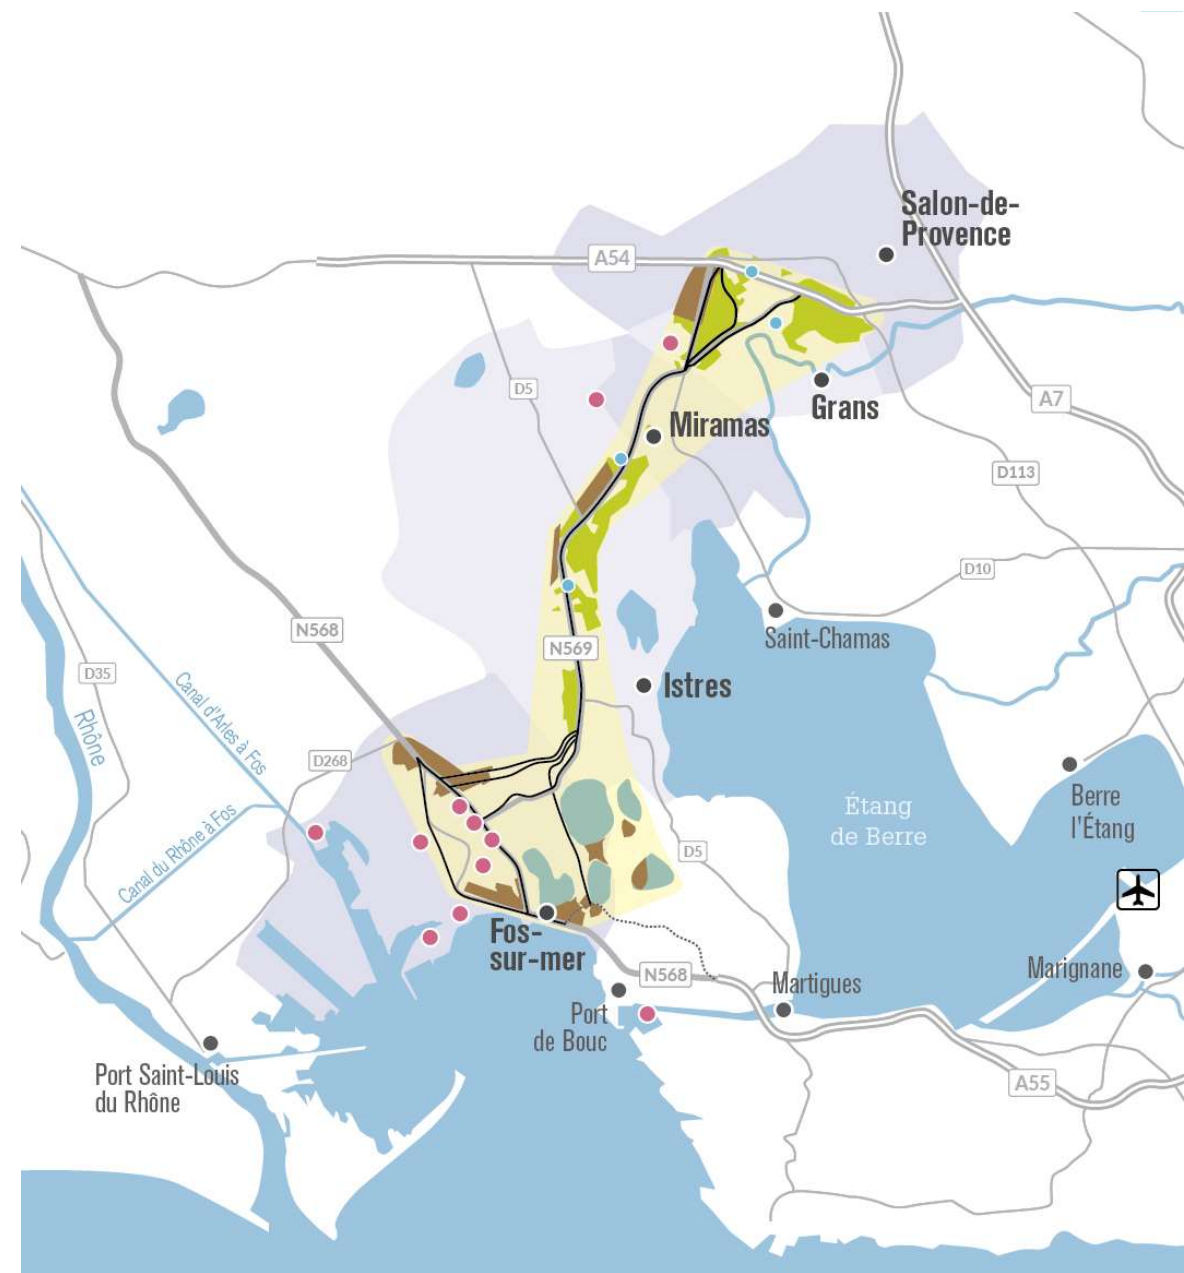 Salon-de-
Provence
A54
D5
A7
Grans
Miramas
D113
D10
N568
Saint-Chamas
N569
D35
Istres
Canal d'Arles à Fos
Rhône
D268
Berre
l'Étang
Étang
de Berre
Canal du Rhône à Fos
D5
Fos-
sur-mer
N568
Marignane
Martigues
Port
de Bouc
Port Saint-Louis
du Rhône
A55